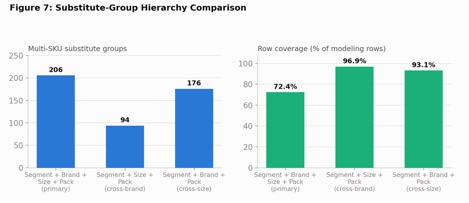 Figure 7: Substitute-Group Hierarchy Comparison
Multi-SKU substitute groups
250
200
150
100
50
0
206
94
176
Segment + Brand +
Size + Pack
(primary)
Segment + Size +
Pack
(cross-brand)
Segment + Brand +
Pack
(cross-size)
Row coverage (% of modeling rows)
100
80
60
40
20
0
72.4%
96.9%
93.1%
Segment + Brand +
Size + Pack
(primary)
Segment + Size +
Pack
(cross-brand)
Segment + Brand +
Pack
(cross-size)